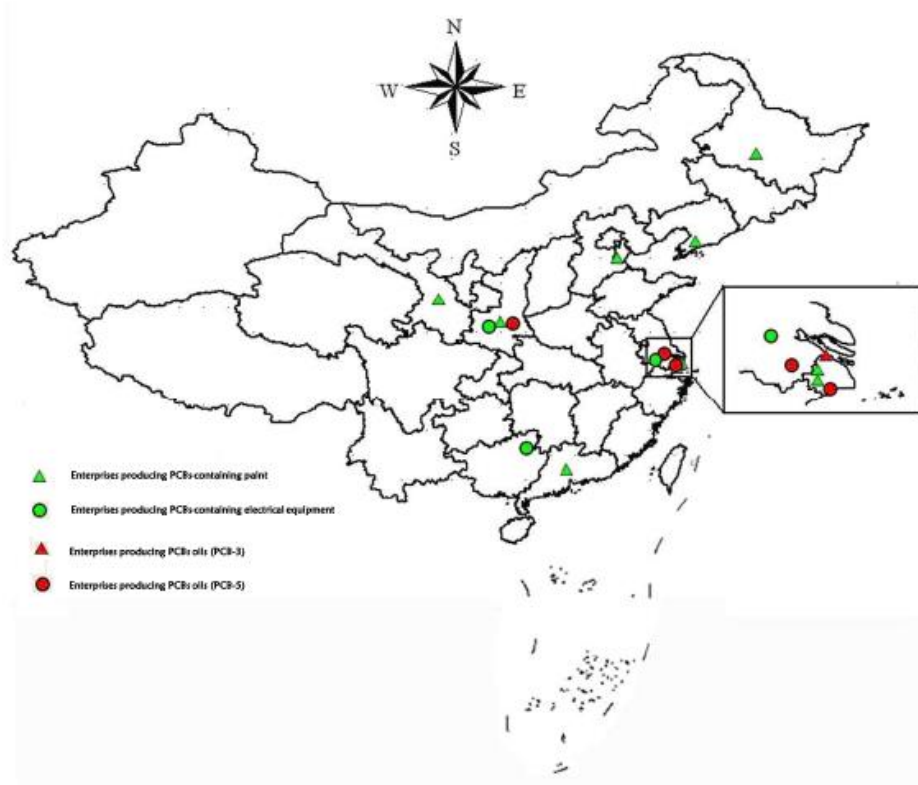 N
W E
S
Enterprises producing PCBs-containing paint
Enterprises producing PCBs-containing electrical equipment
Enterprises producing PCBs oils (PCB-3)
Enterprises producing PCBs oils (PCB-5)